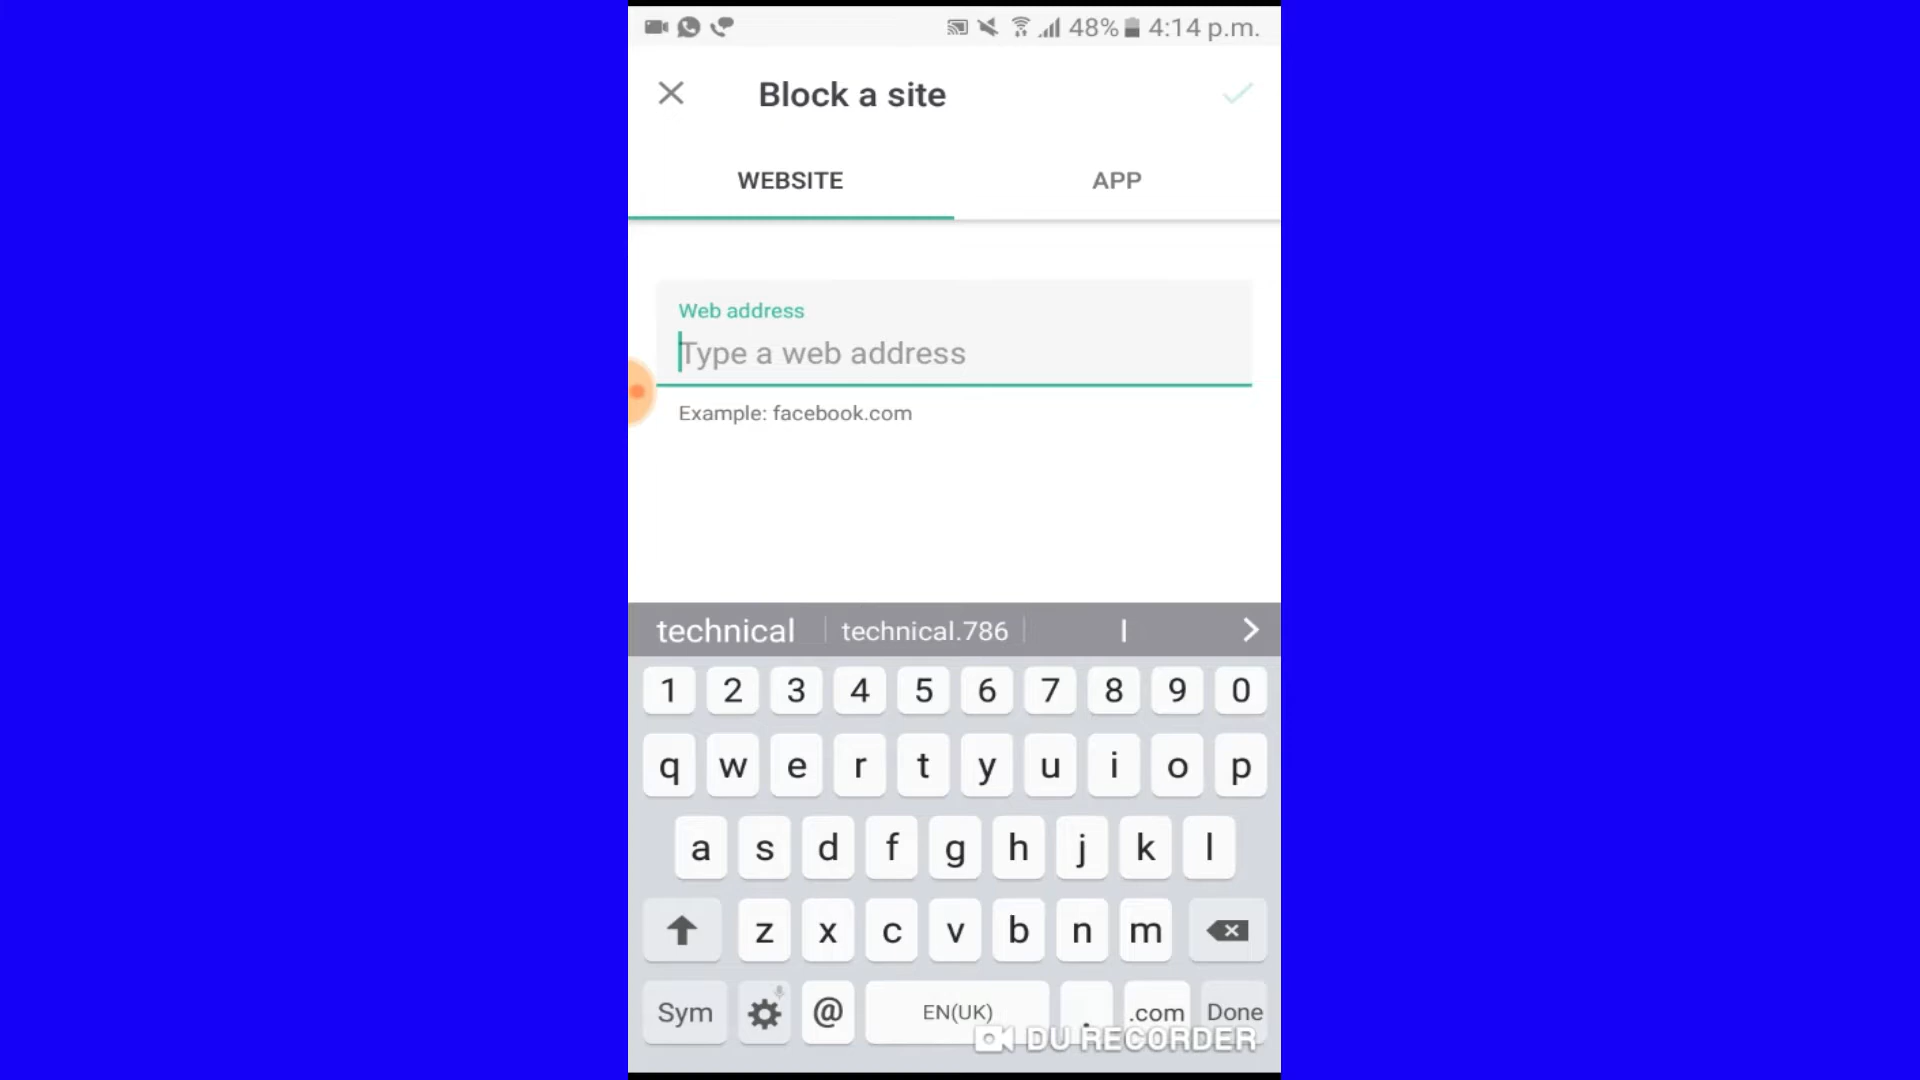 48% 4:14 p.m.
Block a site
WEBSITE APP
Web address
Type a web address
Example: facebook.com
technical technical.786 I
1 2 3 4 5 6 7 8 9 0
q w e r t y u i o p
a s d f g h j k l
z x c v b n m
Sym @ EN(UK) . .com Done
DU RECORDER